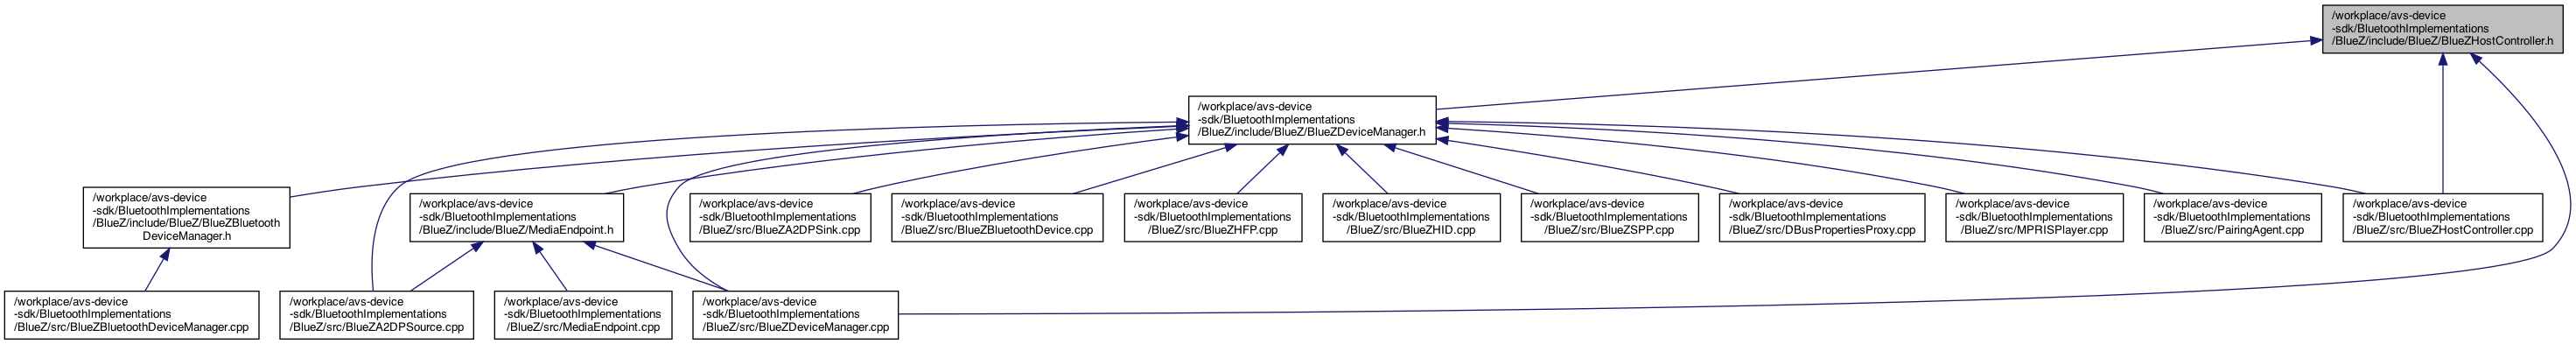 /workplace/avs-device
-sdk/BluetoothImplementations
/BlueZ/include/BlueZ/BlueZHostController.h
/workplace/avs-device
-sdk/BluetoothImplementations
/BlueZ/include/BlueZ/BlueZDeviceManager.h
/workplace/avs-device
-sdk/BluetoothImplementations
/BlueZ/include/BlueZ/BlueZBluetooth
DeviceManager.h
/workplace/avs-device
-sdk/BluetoothImplementations
/BlueZ/include/BlueZ/MediaEndpoint.h
/workplace/avs-device
-sdk/BluetoothImplementations
/BlueZ/src/BlueZA2DPSink.cpp
/workplace/avs-device
-sdk/BluetoothImplementations
/BlueZ/src/BlueZBluetoothDevice.cpp
/workplace/avs-device
-sdk/BluetoothImplementations
/BlueZ/src/BlueZHFP.cpp
/workplace/avs-device
-sdk/BluetoothImplementations
/BlueZ/src/BlueZHID.cpp
/workplace/avs-device
-sdk/BluetoothImplementations
/BlueZ/src/BlueZSPP.cpp
/workplace/avs-device
-sdk/BluetoothImplementations
/BlueZ/src/DBusPropertiesProxy.cpp
/workplace/avs-device
-sdk/BluetoothImplementations
/BlueZ/src/MPRISPlayer.cpp
/workplace/avs-device
-sdk/BluetoothImplementations
/BlueZ/src/PairingAgent.cpp
/workplace/avs-device
-sdk/BluetoothImplementations
/BlueZ/src/BlueZHostController.cpp
/workplace/avs-device
-sdk/BluetoothImplementations
/BlueZ/src/BlueZBluetoothDeviceManager.cpp
/workplace/avs-device
-sdk/BluetoothImplementations
/BlueZ/src/BlueZA2DPSource.cpp
/workplace/avs-device
-sdk/BluetoothImplementations
/BlueZ/src/MediaEndpoint.cpp
/workplace/avs-device
-sdk/BluetoothImplementations
/BlueZ/src/BlueZDeviceManager.cpp